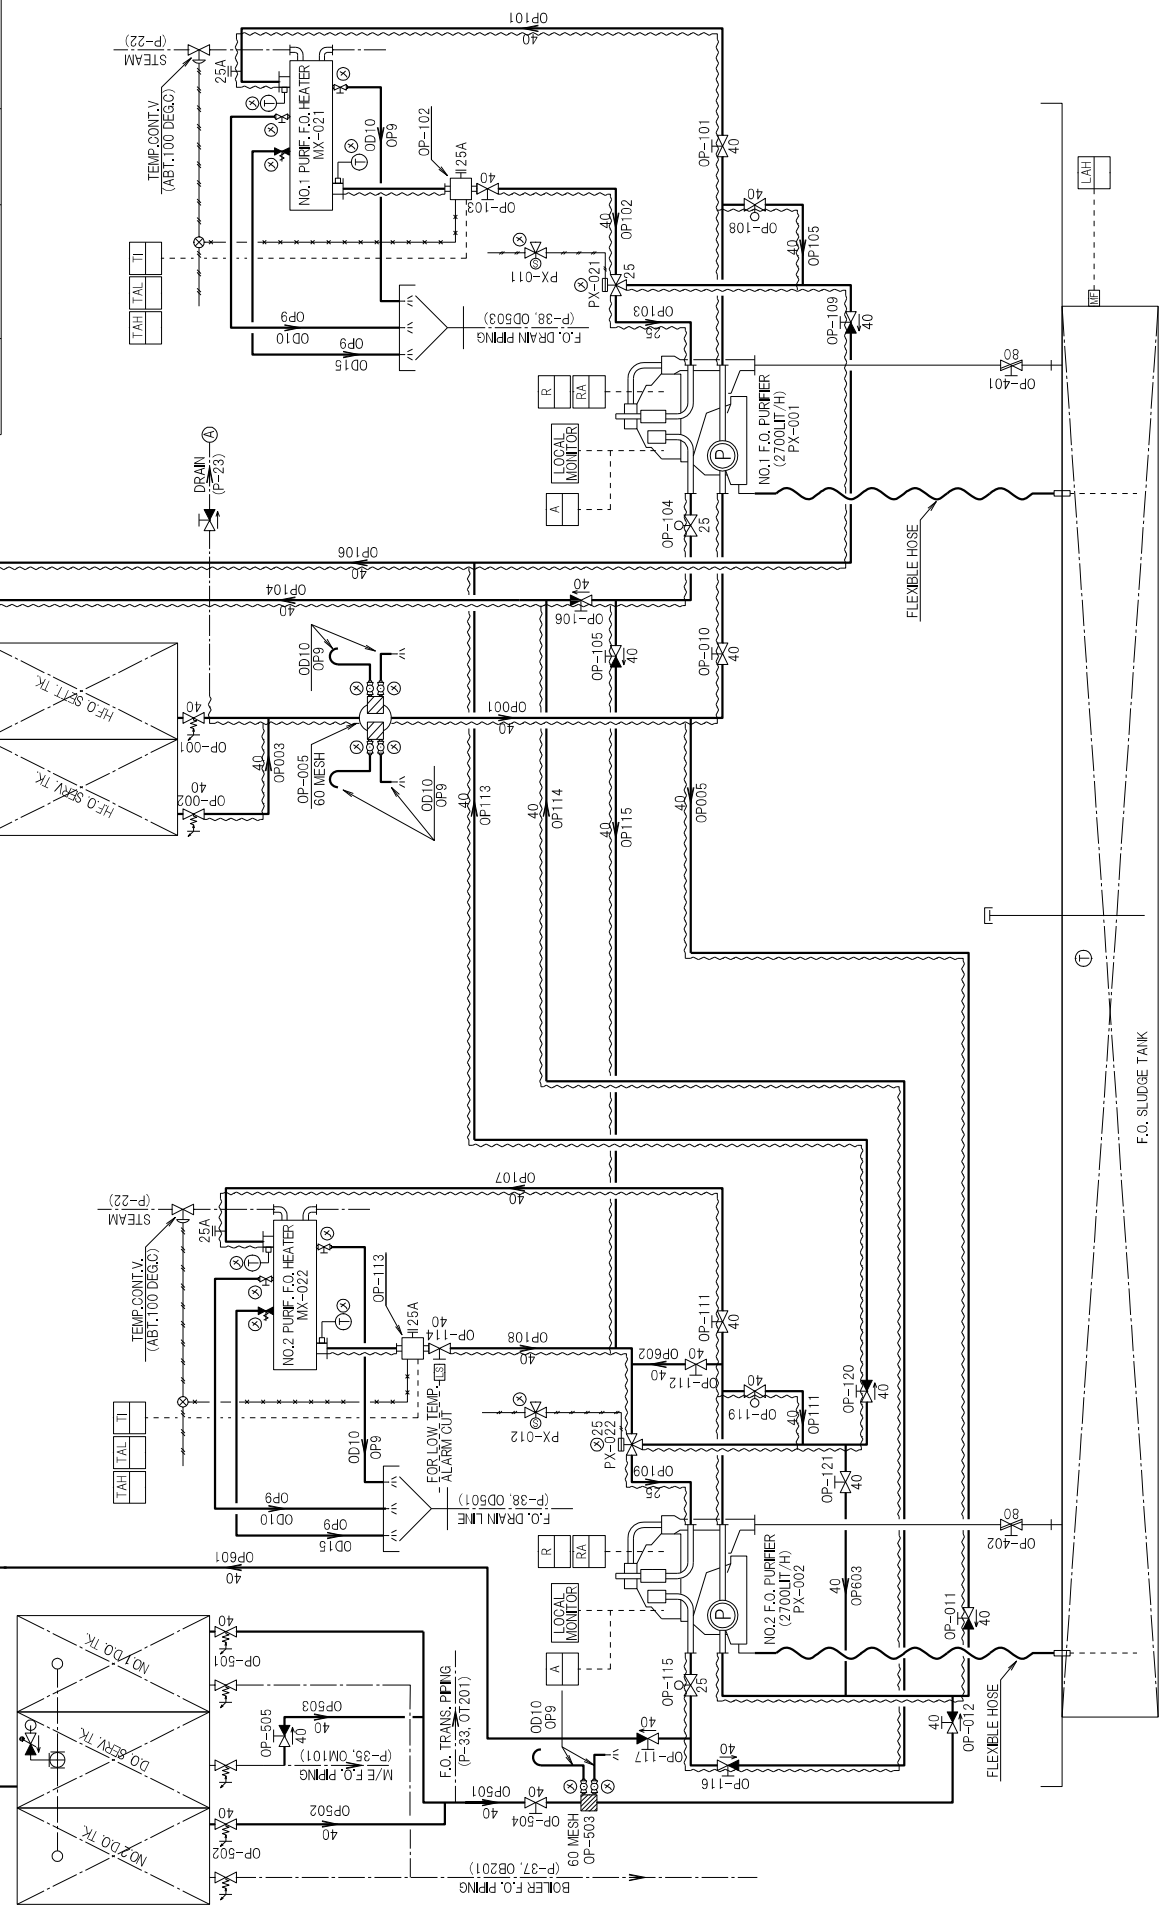 OP101
40
STEAM
(P-22)
25A
TEMP.CONT.V
(ABT.100 DEG.C)
NO.1 PURIF. F.O. HEATER
MX-021
T
T
OD10
OP9
OP-102
25A
40
OP-103
40
OP102
OP-101
40
40
OP-108
40
OP105
LAH
MF
TI
TAL
TAH
OP9
OD10
OP9
OD15
F.O. DRAIN PIPING
(P-38, OD503)
S
PX-011
PX-021
25
OP103
25
OP-109
40
80
OP-401
R
RA
LOCAL
MONITOR
A
P
NO.1 F.O. PURIFIER
(2700LIT/H)
PX-001
A
DRAIN
(P-23)
OP-104
25
FLEXIBLE HOSE
OP106
40
OP104
40
40
OP-106
OP-105
40
OP-010
40
H.F.O. SETT. TK.
H.F.O. SERV. TK.
40
OP-001
40
OP-002
40
OP003
OD10
OP9
OP-005
60 MESH
OD10
OP9
OP001
40
40
OP113
40
OP114
40
OP115
40
OP005
T
F.O. SLUDGE TANK
STEAM
(P-22)
25A
OP107
40
TEMP.CONT.V.
(ABT.100 DEG.C)
NO.2 PURIF. F.O. HEATER
MX-022
T
T
OD10
OP9
OP-113
25A
40
OP-114
OP108
40
LS
FOR LOW TEMP.
ALARM CUT
OP602
40
40
OP-112
OP-111
40
40
OP-119
40
OP111
OP-120
40
TI
TAL
TAH
OP9
OD10
OP9
OD15
F.O. DRAIN LINE
(P-38, OD501)
S
PX-012
25
PX-022
OP109
25
OP-121
40
80
OP-402
R
RA
LOCAL
MONITOR
A
P
NO.2 F.O. PURIFIER
(2700LIT/H)
PX-002
40
OP603
OP-011
40
OP601
40
NO.1 D.O. TK.
D.O. SERV. TK.
NO.2 D.O. TK.
40
OP-501
OP-505
40
OP503
40
M/E F.O. PIPING
(P-35, OM101)
F.O. TRANS. PIPING
(P-33, OT201)
OD10
OP9
OP-115
25
40
OP-117
40
OP-116
40
OP-012
FLEXIBLE HOSE
40
OP-502
OP502
40
OP501
40
40
OP-504
60 MESH
OP-503
BOILER F.O. PIPING
(P-37, OB201)